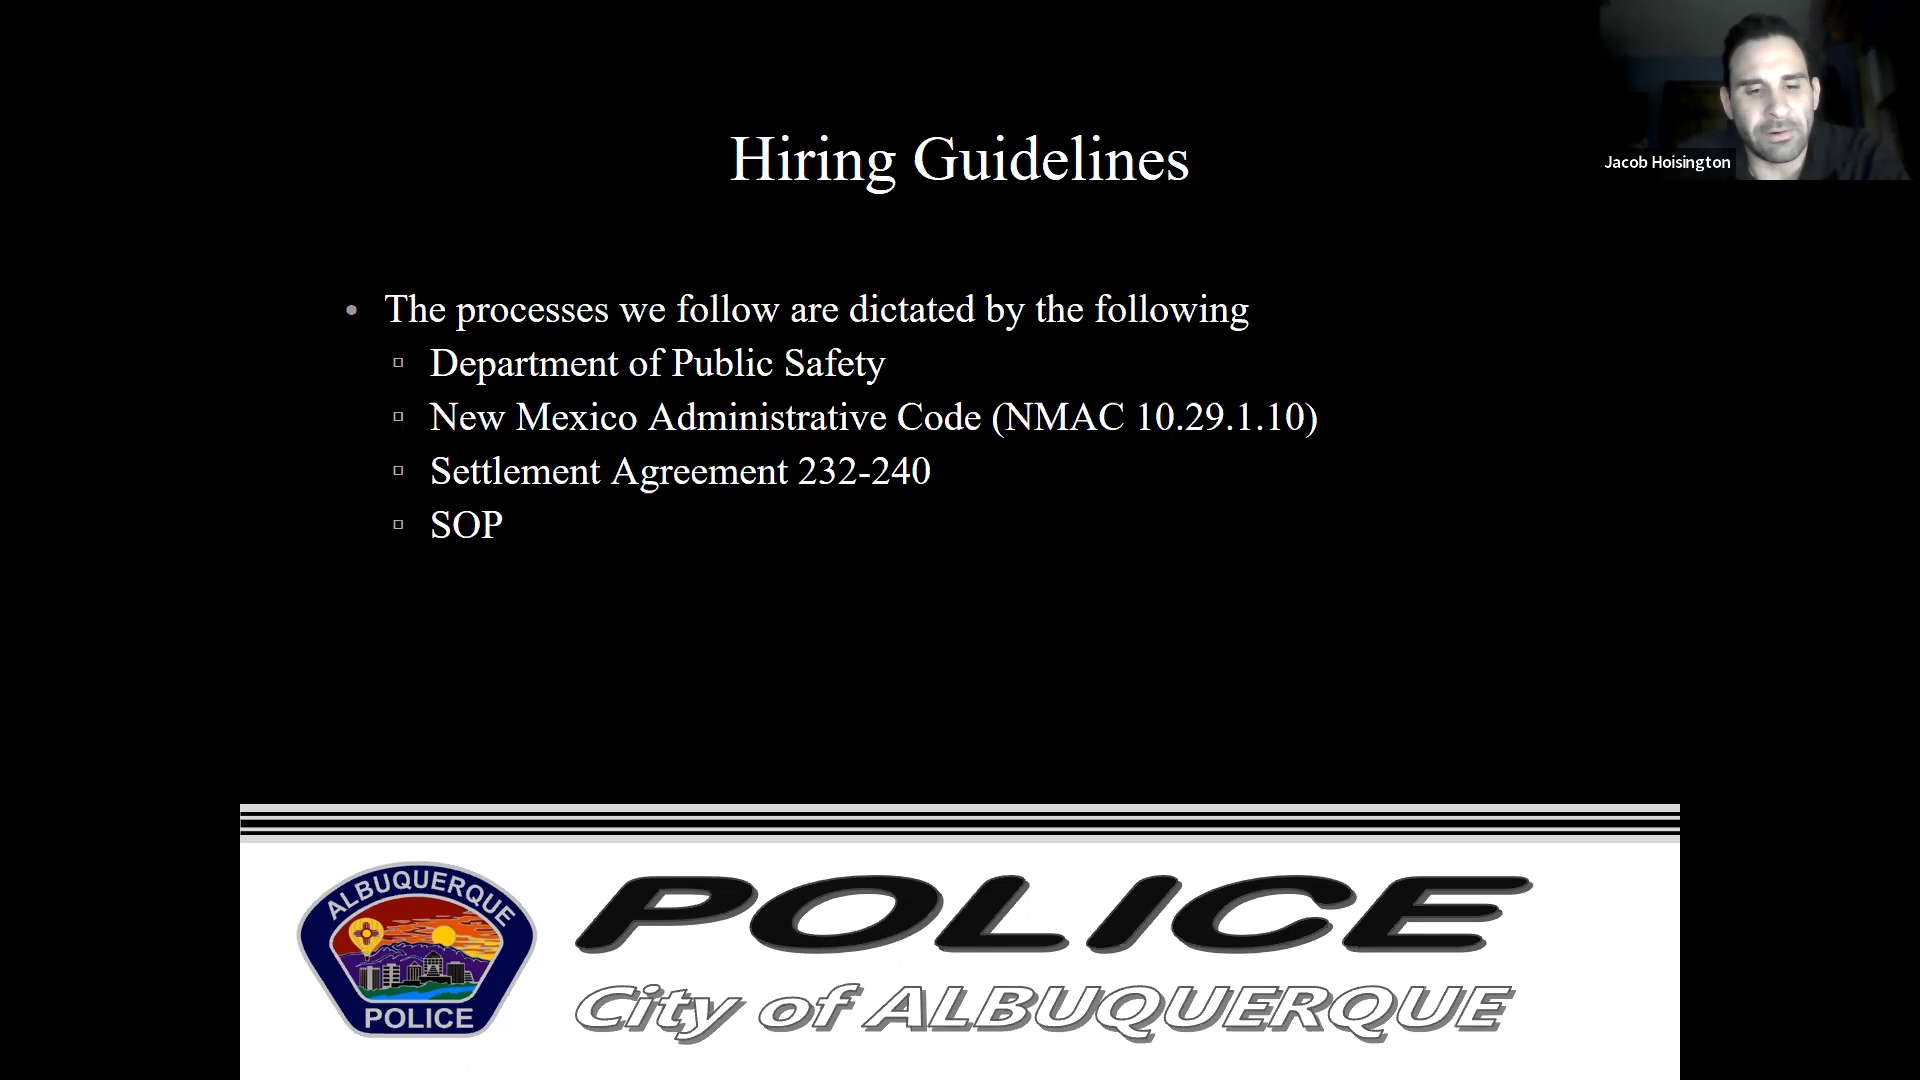 Hiring Guidelines
Jacob Hoisington
• The processes we follow are dictated by the following
▫ Department of Public Safety
▫ New Mexico Administrative Code (NMAC 10.29.1.10)
▫ Settlement Agreement 232-240
▫ SOP
ALBUQUERQUE
POLICE
POLICE
City of ALBUQUERQUE